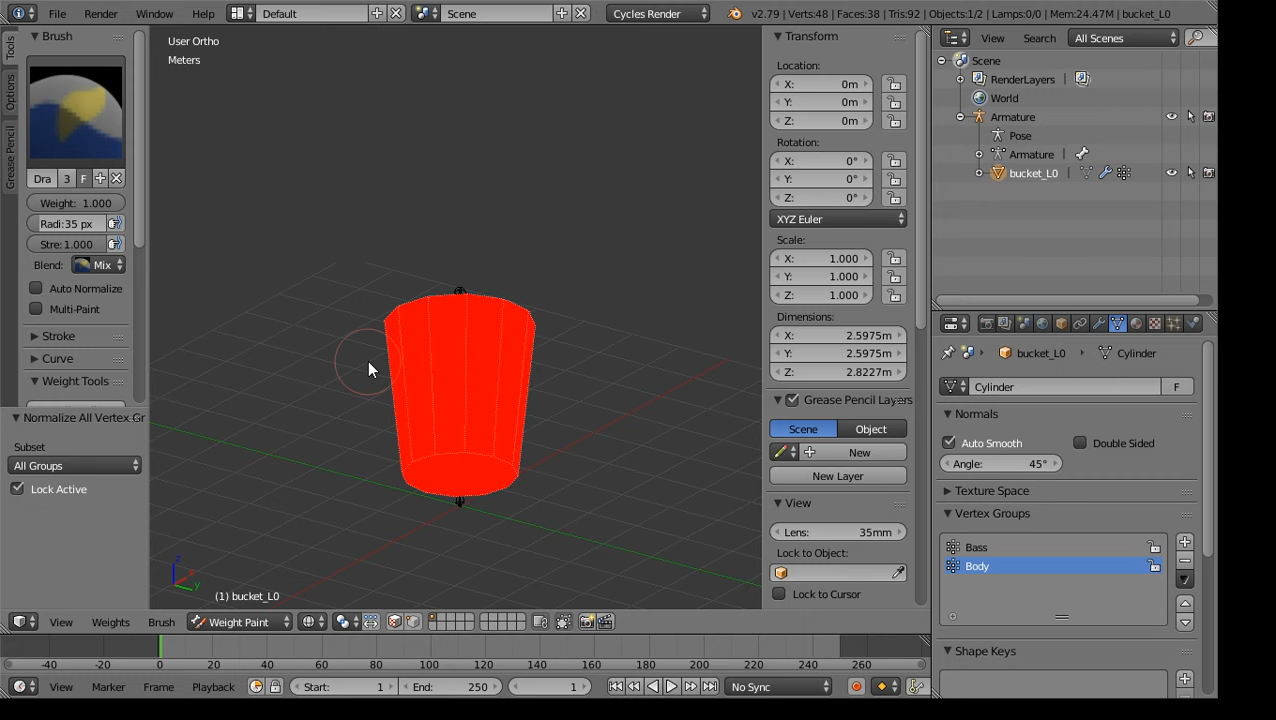 File Render Window Help Default Scene Cycles Render v2.79 | Verts:48 | Faces:38 | Tris:92 | Objects:1/2 | Lamps:0/0 | Mem:24.47M | bucket_L0
Tools
Options
Grease Pencil
Brush
Dra 3 F
Weight: 1.000
Radi:35 px
Stre:1.000
Blend: Mix
Auto Normalize
Multi-Paint
Stroke
Curve
Weight Tools
Normalize All Vertex Gr
Subset
All Groups
Lock Active
User Ortho
Meters
z
x
y
(1) bucket_L0
Transform
Location:
X: 0m
Y: 0m
Z: 0m
Rotation:
X: 0°
Y: 0°
Z: 0°
XYZ Euler
Scale:
X: 1.000
Y: 1.000
Z: 1.000
Dimensions:
X: 2.5975m
Y: 2.5975m
Z: 2.8227m
Grease Pencil Layers
Scene Object
New
New Layer
View
Lens: 35mm
Lock to Object:
Lock to Cursor
View Search All Scenes
Scene
RenderLayers
World
Armature
Pose
Armature
bucket_L0
bucket_L0 Cylinder
Cylinder F
Normals
Auto Smooth Double Sided
Angle: 45°
Texture Space
Vertex Groups
Bass
Body
Shape Keys
View Weights Brush Weight Paint
-40 -20 0 20 40 60 80 100 120 140 160 180 200 220 240 260
View Marker Frame Playback Start: 1 End: 250 1 No Sync